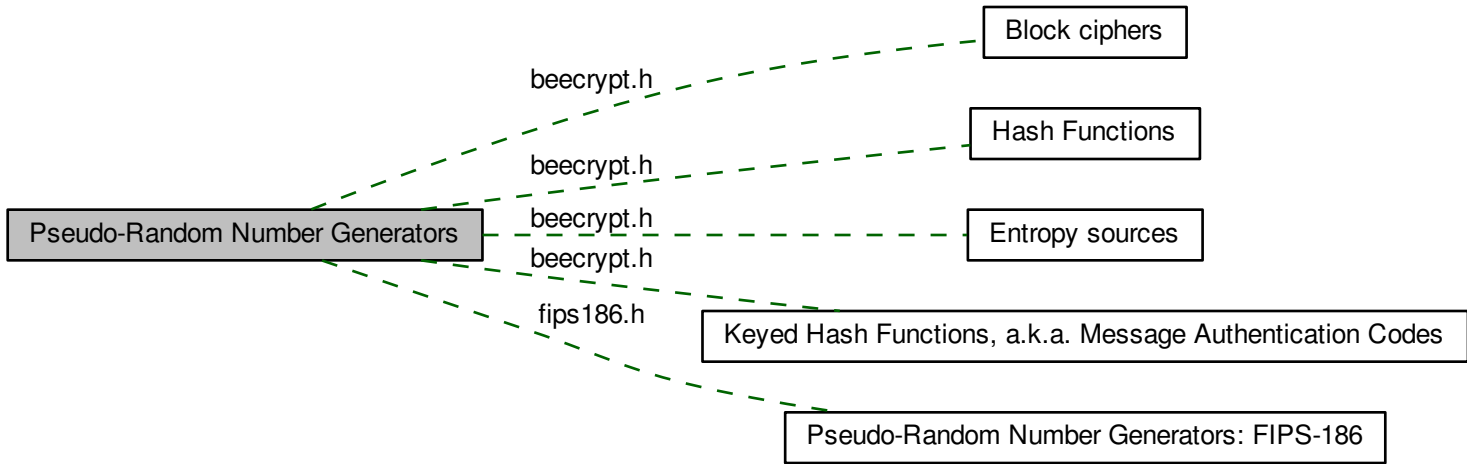 Block ciphers
beecrypt.h
Hash Functions
beecrypt.h
Pseudo-Random Number Generators
beecrypt.h
Entropy sources
beecrypt.h
fips186.h
Keyed Hash Functions, a.k.a. Message Authentication Codes
Pseudo-Random Number Generators: FIPS-186